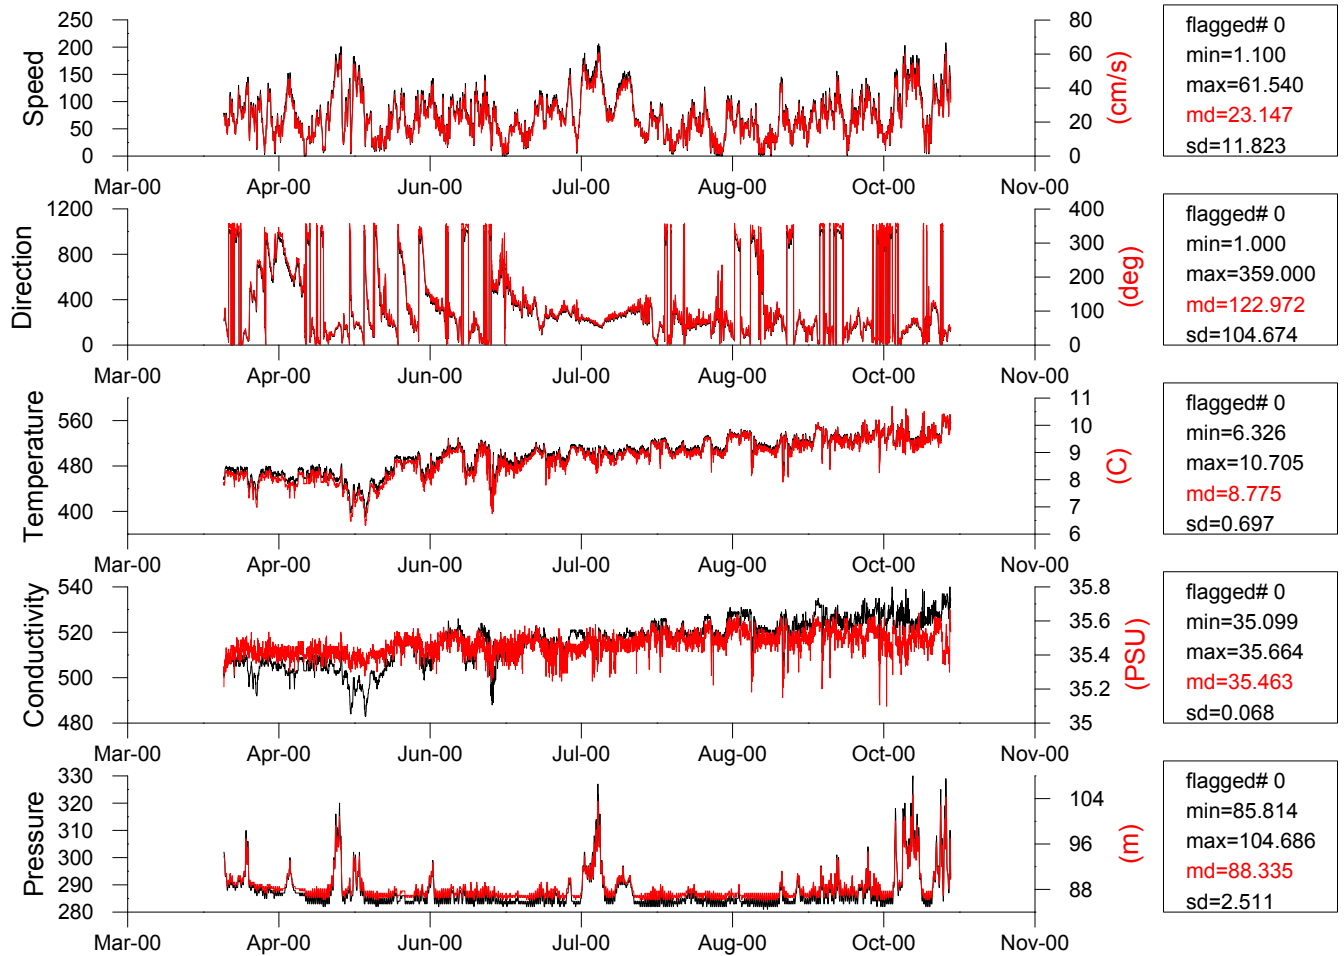 250
200
150
100
50
0
Speed
80
60
40
20
0
(cm/s)
flagged# 0
min=1.100
max=61.540
md=23.147
sd=11.823
Mar-00 Apr-00 Jun-00 Jul-00 Aug-00 Oct-00 Nov-00
1200
800
400
0
Direction
400
300
200
100
0
(deg)
flagged# 0
min=1.000
max=359.000
md=122.972
sd=104.674
Mar-00 Apr-00 Jun-00 Jul-00 Aug-00 Oct-00 Nov-00
560
480
400
Temperature
11
10
9
8
7
6
(C)
flagged# 0
min=6.326
max=10.705
md=8.775
sd=0.697
Mar-00 Apr-00 Jun-00 Jul-00 Aug-00 Oct-00 Nov-00
540
520
500
480
Conductivity
35.8
35.6
35.4
35.2
35
(PSU)
flagged# 0
min=35.099
max=35.664
md=35.463
sd=0.068
Mar-00 Apr-00 Jun-00 Jul-00 Aug-00 Oct-00 Nov-00
330
320
310
300
290
280
Pressure
104
96
88
(m)
flagged# 0
min=85.814
max=104.686
md=88.335
sd=2.511
Mar-00 Apr-00 Jun-00 Jul-00 Aug-00 Oct-00 Nov-00